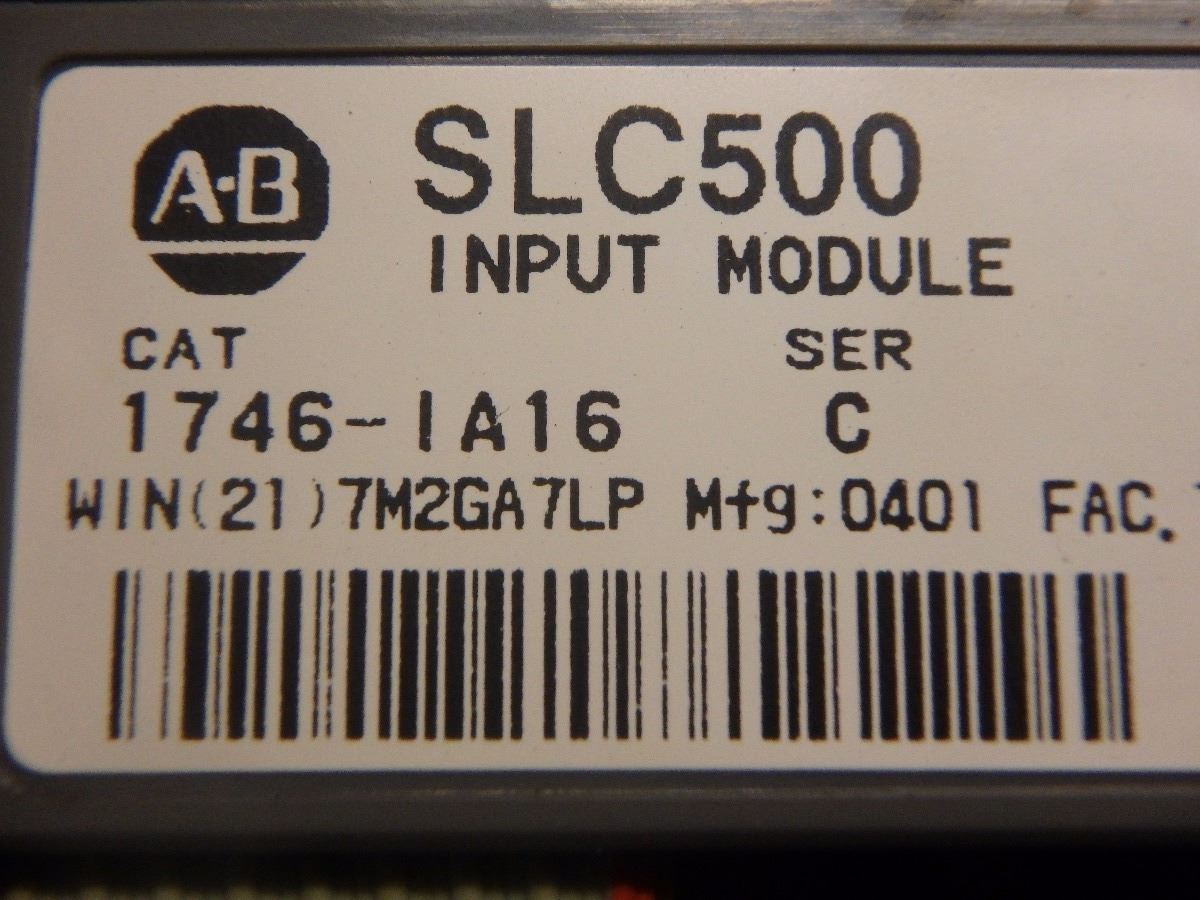 A·B SLC500
INPUT MODULE
CAT SER
1746-IA16 C
WIN(21)7M2GA7LP Mfg:0401 FAC.